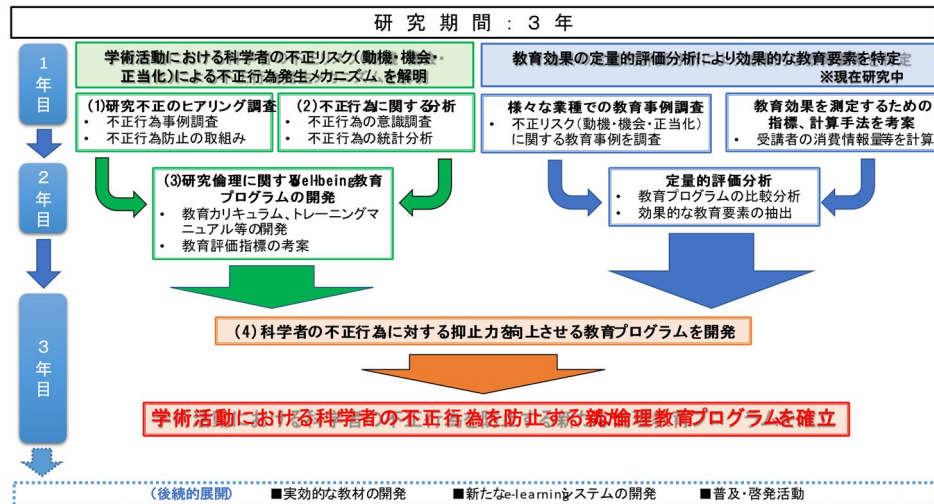 研究期間：3年
1年目
学術活動における科学者の不正リスク(動機・機会・
正当化)による不正行為発生メカニズムを解明
教育効果の定量的評価分析により効果的な教育要素を特定
※現在研究中
(1)研究不正のヒアリング調査
• 不正行為事例調査
• 不正行為防止の取組み
(2)不正行為に関する分析
• 不正行為の意識調査
• 不正行為の統計分析
様々な業種での教育事例調査
• 不正リスク(動機・機会・正当化)
に関する教育事例を調査
教育効果を測定するための
指標、計算手法を考案
• 受講者の消費情報量等を計算
2年目
(3)研究倫理に関するWellbeing教育
プログラムの開発
• 教育カリキュラム、トレーニングマ
ニュアル等の開発
• 教育評価指標の考案
定量的評価分析
• 教育プログラムの比較分析
• 効果的な教育要素の抽出
3年目
(4)科学者の不正行為に対する抑止力を向上させる教育プログラムを開発
学術活動における科学者の不正行為を防止する新たな倫理教育プログラムを確立
(後続的展開) ■実効的な教材の開発 ■新たなe-learningシステムの開発 ■普及・啓発活動